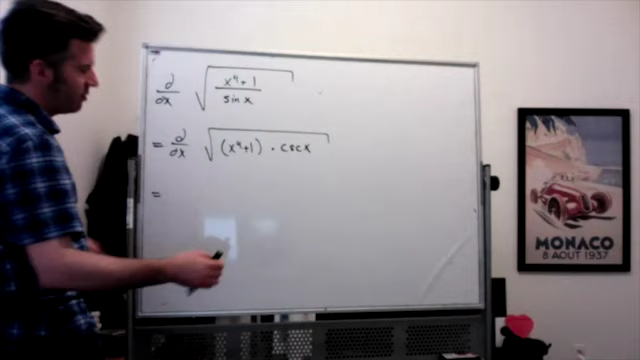 d/dx √((x⁴+1)/(sin x))
= d/dx √((x⁴+1) · csc x)
=
MONACO
8 AOUT 1937